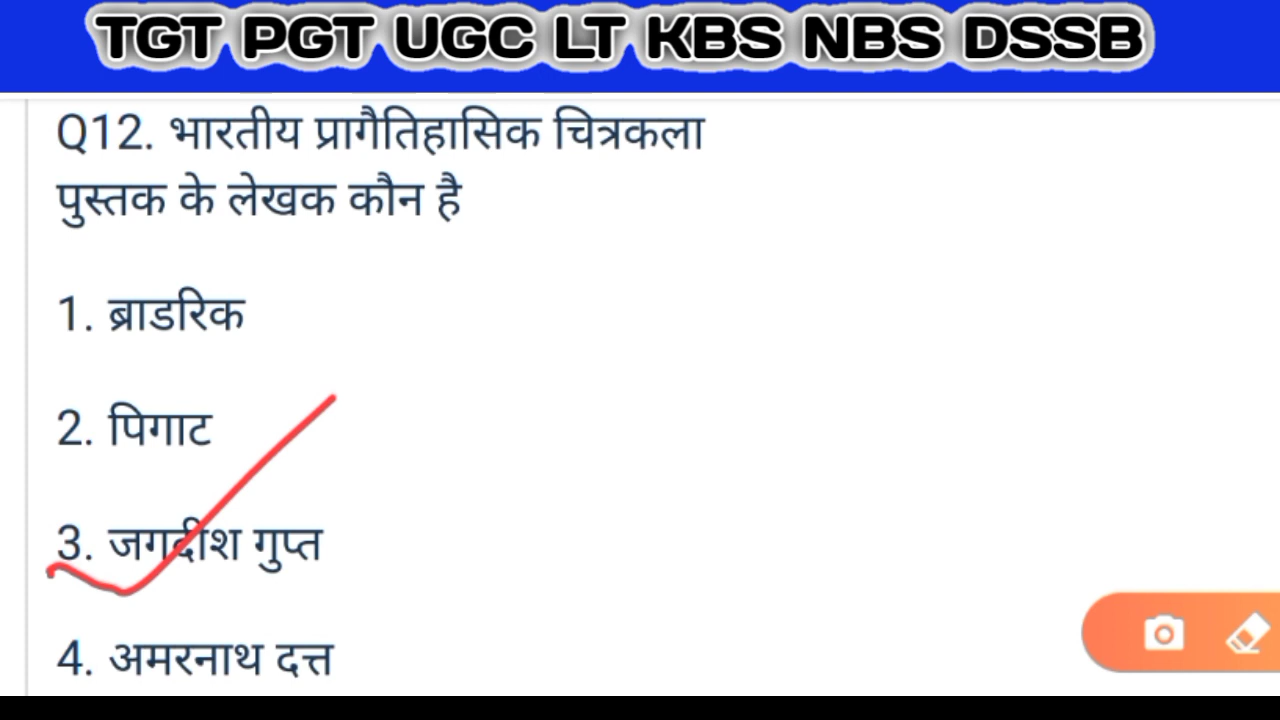 TGT PGT UGC LT KBS NBS DSSB
Q12. भारतीय प्रागैतिहासिक चित्रकला
पुस्तक के लेखक कौन है
1. ब्राडरिक
2. पिगाट
3. जगदीश गुप्त
4. अमरनाथ दत्त